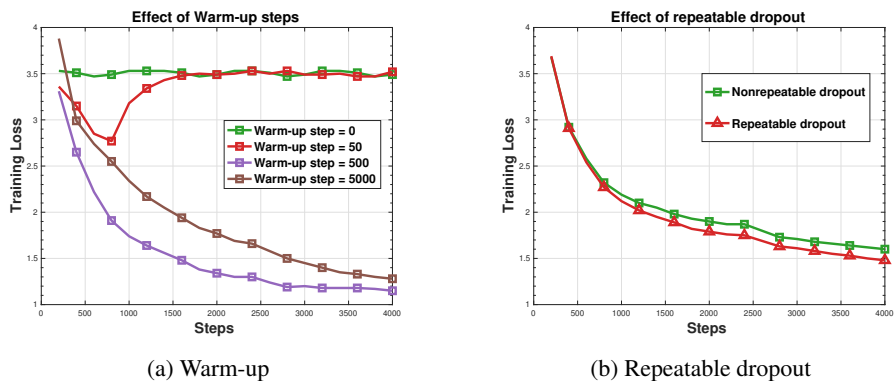 Effect of Warm-up steps
4
3.5
3
2.5
2
1.5
1
Training Loss
0 500 1000 1500 2000 2500 3000 3500 4000
Steps
Warm-up step = 0
Warm-up step = 50
Warm-up step = 500
Warm-up step = 5000
(a) Warm-up
Effect of repeatable dropout
4
3.5
3
2.5
2
1.5
1
Training Loss
0 500 1000 1500 2000 2500 3000 3500 4000
Steps
Nonrepeatable dropout
Repeatable dropout
(b) Repeatable dropout